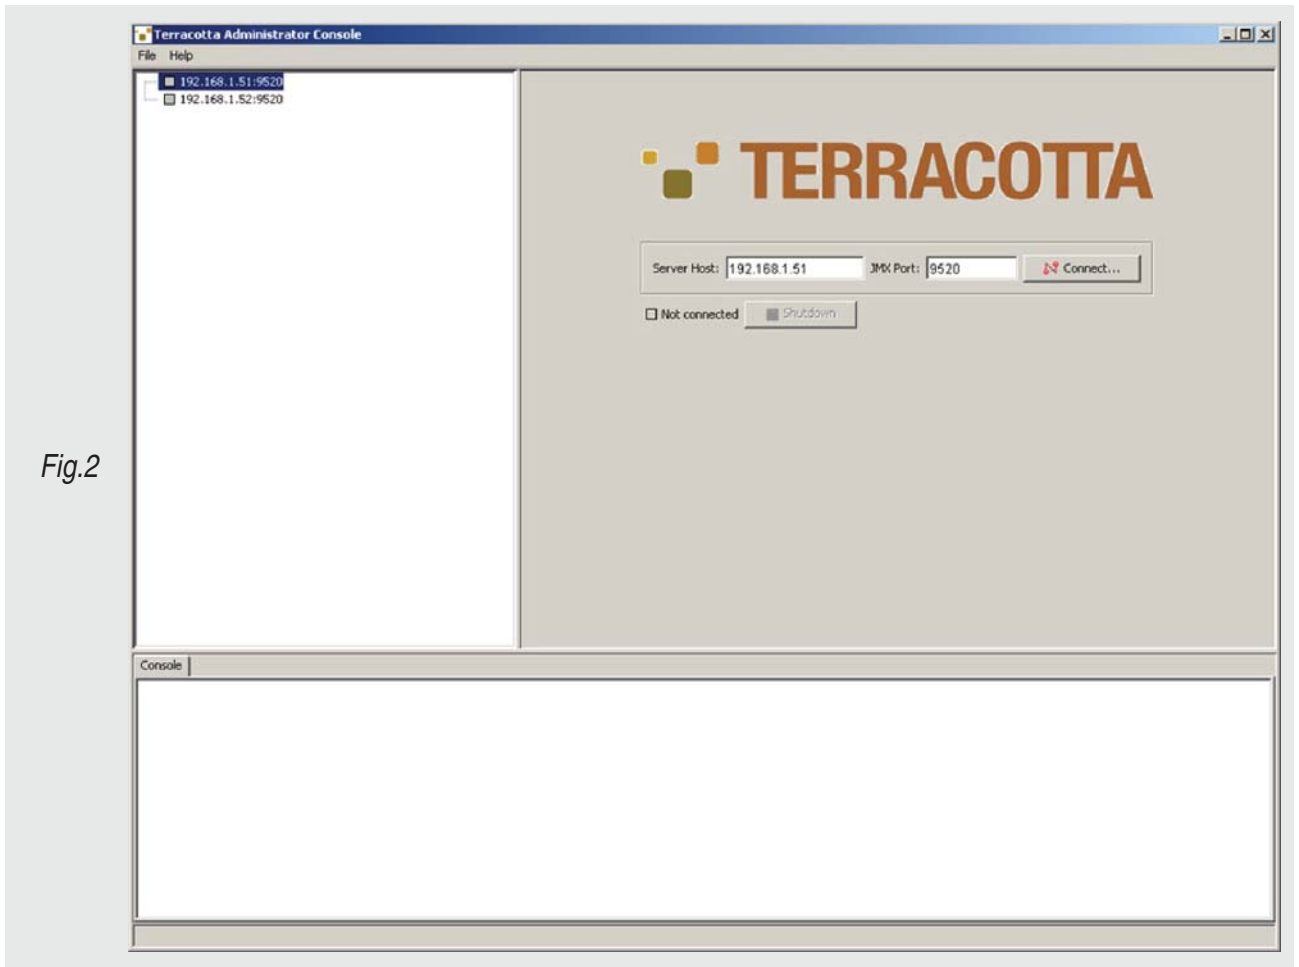 Terracotta Administrator Console
File Help
192.168.1.51:9520
192.168.1.52:9520
TERRACOTTA
Server Host: 192.168.1.51 JMX Port: 9520 Connect...
Not connected Shutdown
Fig.2
Console